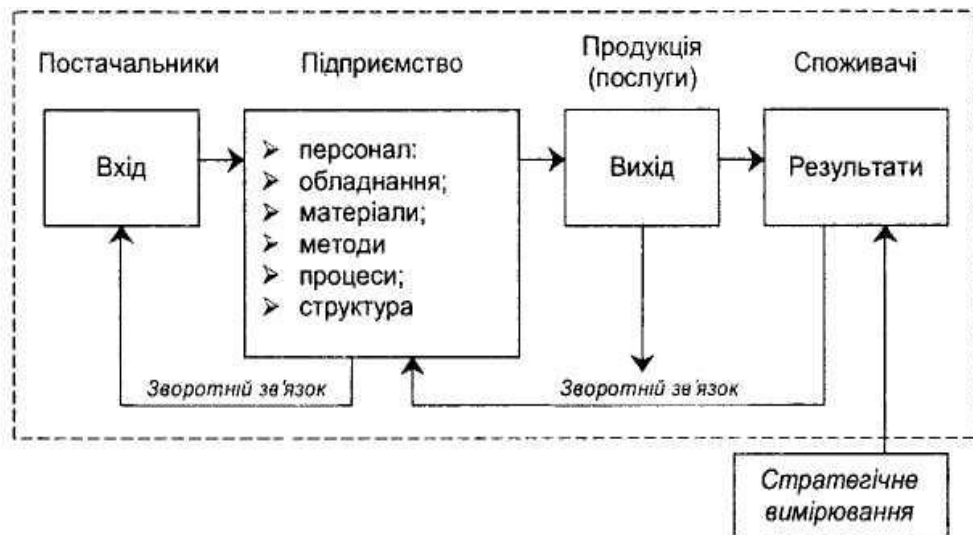 Постачальники
Підприємство
Продукція
(послуги)
Споживачі
Вхід
персонал:
обладнання;
матеріали;
методи
процеси;
структура
Вихід
Результати
Зворотній зв'язок
Зворотній зв'язок
Стратегічне
вимірювання